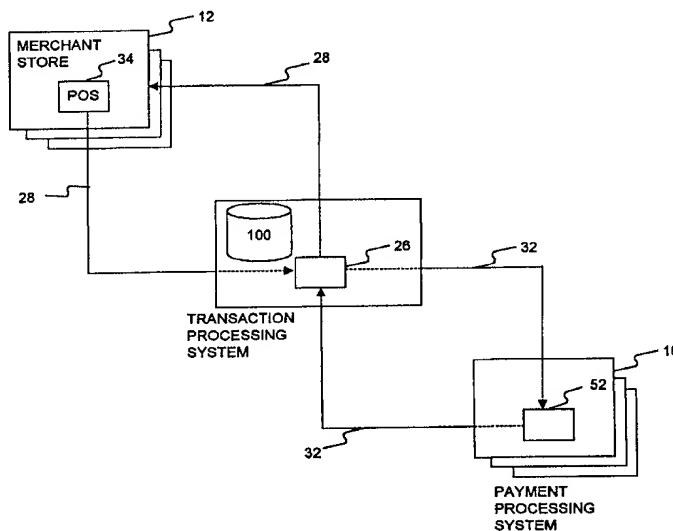 12
MERCHANT
STORE
34
POS
28
28
100
26
32
TRANSACTION
PROCESSING
SYSTEM
52
32
PAYMENT
PROCESSING
SYSTEM